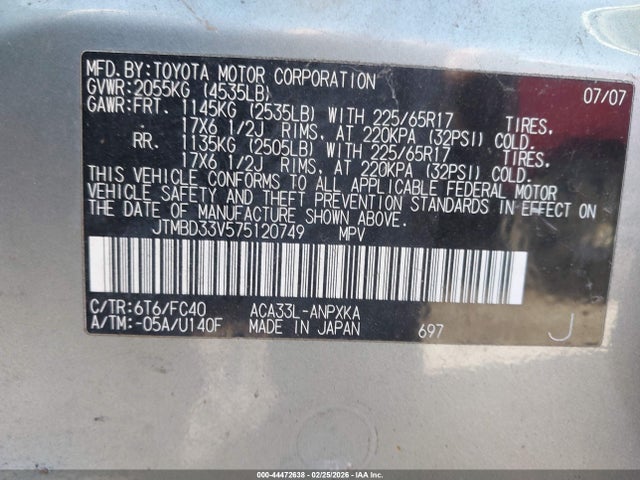 MFD.BY:TOYOTA MOTOR CORPORATION 07/07
GVWR:2055KG (4535LB)
GAWR:FRT. 1145KG (2535LB) WITH 225/65R17 TIRES,
17X6 1/2J RIMS, AT 220KPA (32PSI) COLD.
RR. 1135KG (2505LB) WITH 225/65R17 TIRES,
17X6 1/2J RIMS, AT 220KPA (32PSI) COLD.
THIS VEHICLE CONFORMS TO ALL APPLICABLE FEDERAL MOTOR
VEHICLE SAFETY AND THEFT PREVENTION STANDARDS IN EFFECT
ON THE DATE OF MANUFACTURE SHOWN ABOVE.
JTMBD33V575120749 MPV
C/TR:6T6/FC40 ACA33L-ANPXKA
A/TM:-05A/U140F MADE IN JAPAN 697 J
000-44472638 - 02/25/2026 - COPYRIGHT IAA, LLC.